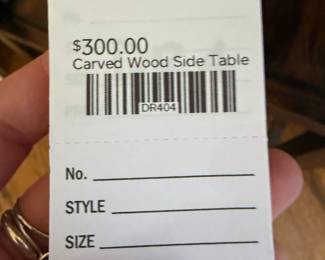 $300.00
Carved Wood Side Table
DR404
No.
STYLE
SIZE